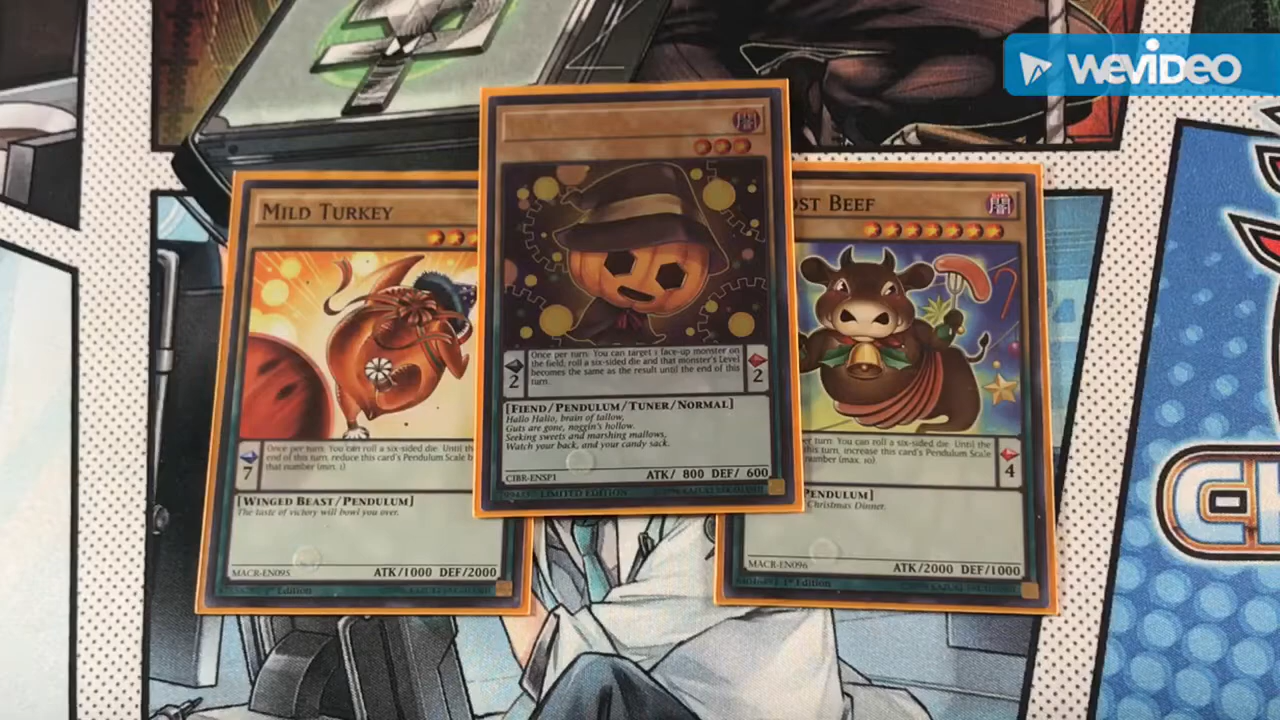 WEVIDEO
MILD TURKEY
OST BEEF
Once per turn: You can roll a six-sided die. Until the
end of this turn, reduce this card's Pendulum Scale b
that number (min. 1)
7
[WINGED BEAST/PENDULUM]
The taste of victory will bowl you over.
MACR-EN095
ATK/1000 DEF/2000
1st Edition
Once per turn: You can target 1 face-up monster on
the field; roll a six-sided die and that monster's Level
becomes the same as the result until the end of this
turn.
2
2
[FIEND/PENDULUM/TUNER/NORMAL]
Hallo Hallo, brain of tallow,
Guts are gone, noggin's hollow.
Seeking sweets and marshing mallows,
Watch your back, and your candy sack.
CIBR-ENSP1
ATK/ 800 DEF/ 600
LIMITED EDITION
er turn: You can roll a six-sided die. Until the
this turn, increase this card's Pendulum Scale
number (max. 10).
4
PENDULUM]
Christmas Dinner.
MACR-EN096
ATK/2000 DEF/1000
1st Edition